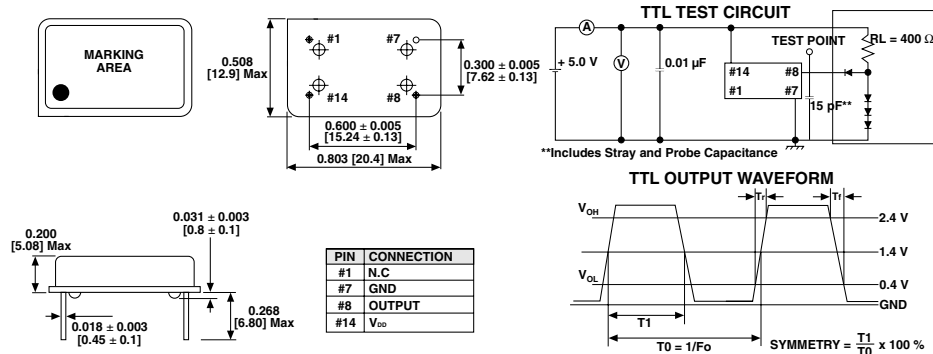 MARKING
AREA
0.508
[12.9] Max
#1
#7
#14
#8
0.300 ± 0.005
[7.62 ± 0.13]
0.600 ± 0.005
[15.24 ± 0.13]
0.803 [20.4] Max
TTL TEST CIRCUIT
A
V
+ 5.0 V
0.01 µF
TEST POINT
RL = 400 Ω
#14
#8
#1
#7
15 pF**
**Includes Stray and Probe Capacitance
0.200
[5.08] Max
0.031 ± 0.003
[0.8 ± 0.1]
0.018 ± 0.003
[0.45 ± 0.1]
0.268
[6.80] Max
PIN CONNECTION
#1 N.C
#7 GND
#8 OUTPUT
#14 VDD
TTL OUTPUT WAVEFORM
Tr
Tf
VOH
2.4 V
1.4 V
VOL
0.4 V
GND
T1
T0 = 1/Fo
SYMMETRY = T1/T0 x 100 %